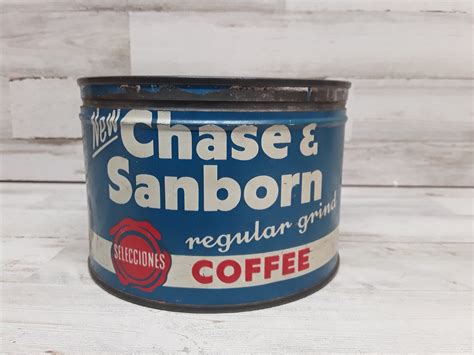 New
Chase &
Sanborn
regular grind
SELECCIONES
COFFEE